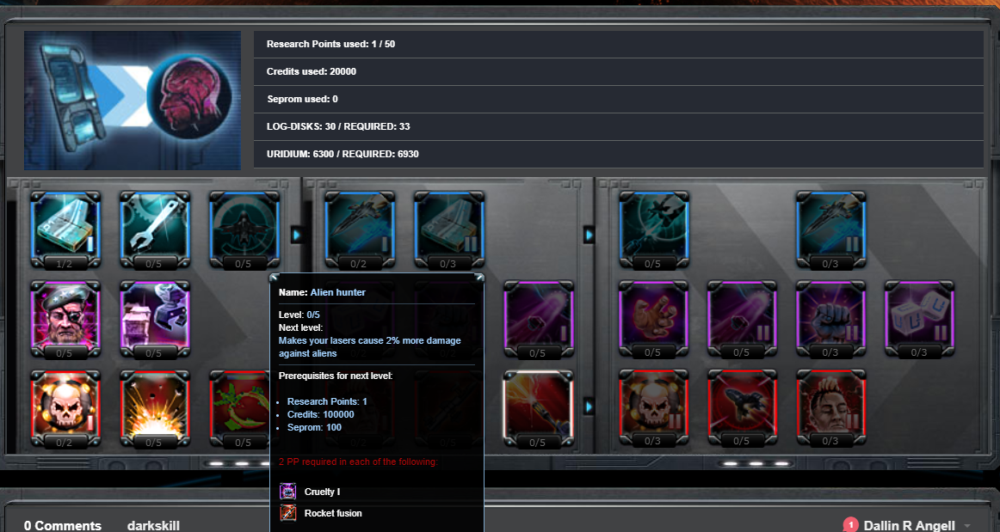 Research Points used: 1 / 50
Credits used: 20000
Seprom used: 0
LOG-DISKS: 30 / REQUIRED: 33
URIDIUM: 6300 / REQUIRED: 6930
1/2 0/5 0/5 0/2 0/3 0/5 0/3
Name: Alien hunter
Level: 0/5
Next level:
Makes your lasers cause 2% more damage
against aliens
Prerequisites for next level:
Research Points: 1
Credits: 100000
Seprom: 100
2 PP required in each of the following:
Cruelty I
Rocket fusion
0/5 0/5 0/5 0/5 0/5 0/3 0/3
0/2 0/5 0/5 0/5 0/3 0/5 0/3
0 Comments darkskill 1 Dallin R Angell